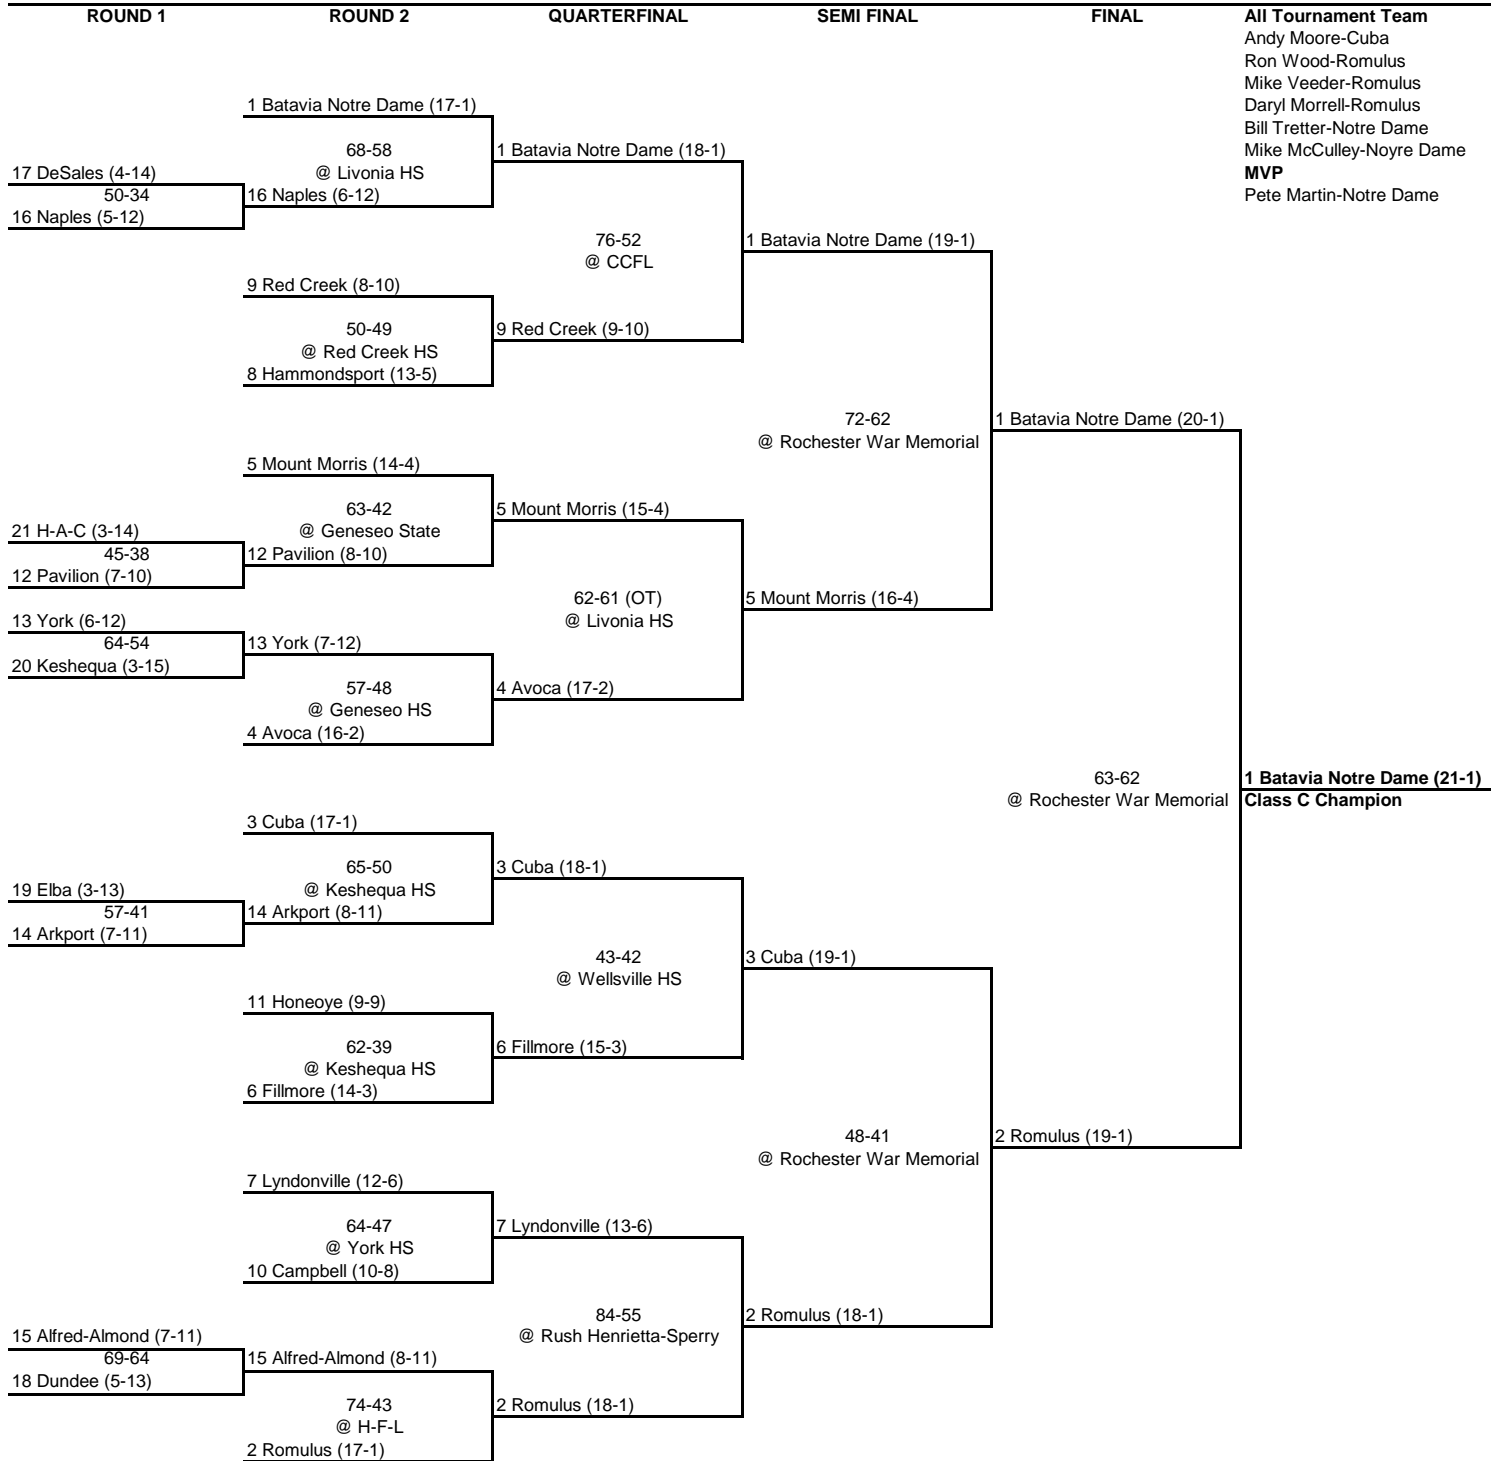 ROUND 1
ROUND 2
QUARTERFINAL
SEMI FINAL
FINAL
All Tournament Team
Andy Moore-Cuba
Ron Wood-Romulus
Mike Veeder-Romulus
Daryl Morrell-Romulus
Bill Tretter-Notre Dame
Mike McCulley-Noyre Dame
MVP
Pete Martin-Notre Dame
17 DeSales (4-14)
50-34
16 Naples (5-12)
21 H-A-C (3-14)
45-38
12 Pavilion (7-10)
13 York (6-12)
64-54
20 Keshequa (3-15)
19 Elba (3-13)
57-41
14 Arkport (7-11)
15 Alfred-Almond (7-11)
69-64
18 Dundee (5-13)
1 Batavia Notre Dame (17-1)
68-58
@ Livonia HS
16 Naples (6-12)
9 Red Creek (8-10)
50-49
@ Red Creek HS
8 Hammondsport (13-5)
5 Mount Morris (14-4)
63-42
@ Geneseo State
12 Pavilion (8-10)
13 York (7-12)
57-48
@ Geneseo HS
4 Avoca (16-2)
3 Cuba (17-1)
65-50
@ Keshequa HS
14 Arkport (8-11)
11 Honeoye (9-9)
62-39
@ Keshequa HS
6 Fillmore (14-3)
7 Lyndonville (12-6)
64-47
@ York HS
10 Campbell (10-8)
15 Alfred-Almond (8-11)
74-43
@ H-F-L
2 Romulus (17-1)
1 Batavia Notre Dame (18-1)
76-52
@ CCFL
9 Red Creek (9-10)
5 Mount Morris (15-4)
62-61 (OT)
@ Livonia HS
4 Avoca (17-2)
3 Cuba (18-1)
43-42
@ Wellsville HS
6 Fillmore (15-3)
7 Lyndonville (13-6)
84-55
@ Rush Henrietta-Sperry
2 Romulus (18-1)
1 Batavia Notre Dame (19-1)
72-62
@ Rochester War Memorial
5 Mount Morris (16-4)
3 Cuba (19-1)
48-41
@ Rochester War Memorial
2 Romulus (18-1)
1 Batavia Notre Dame (20-1)
63-62
@ Rochester War Memorial
2 Romulus (19-1)
1 Batavia Notre Dame (21-1)
Class C Champion